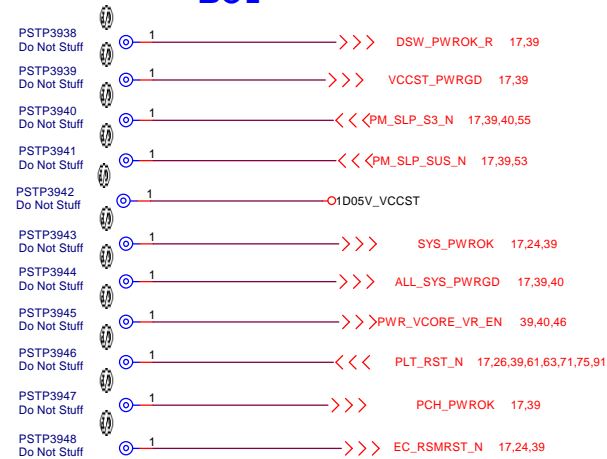 PSTP3938 1 DSW_PWROK_R 17,39
Do Not Stuff
PSTP3939 1 VCCST_PWRGD 17,39
Do Not Stuff
PSTP3940 1 PM_SLP_S3_N 17,39,40,55
Do Not Stuff
PSTP3941 1 PM_SLP_SUS_N 17,39,53
Do Not Stuff
PSTP3942 1 1D05V_VCCST
Do Not Stuff
PSTP3943 1 SYS_PWROK 17,24,39
Do Not Stuff
PSTP3944 1 ALL_SYS_PWRGD 17,39,40
Do Not Stuff
PSTP3945 1 PWR_VCORE_VR_EN 39,40,46
Do Not Stuff
PSTP3946 1 PLT_RST_N 17,26,39,61,63,71,75,91
Do Not Stuff
PSTP3947 1 PCH_PWROK 17,39
Do Not Stuff
PSTP3948 1 EC_RSMRST_N 17,24,39
Do Not Stuff